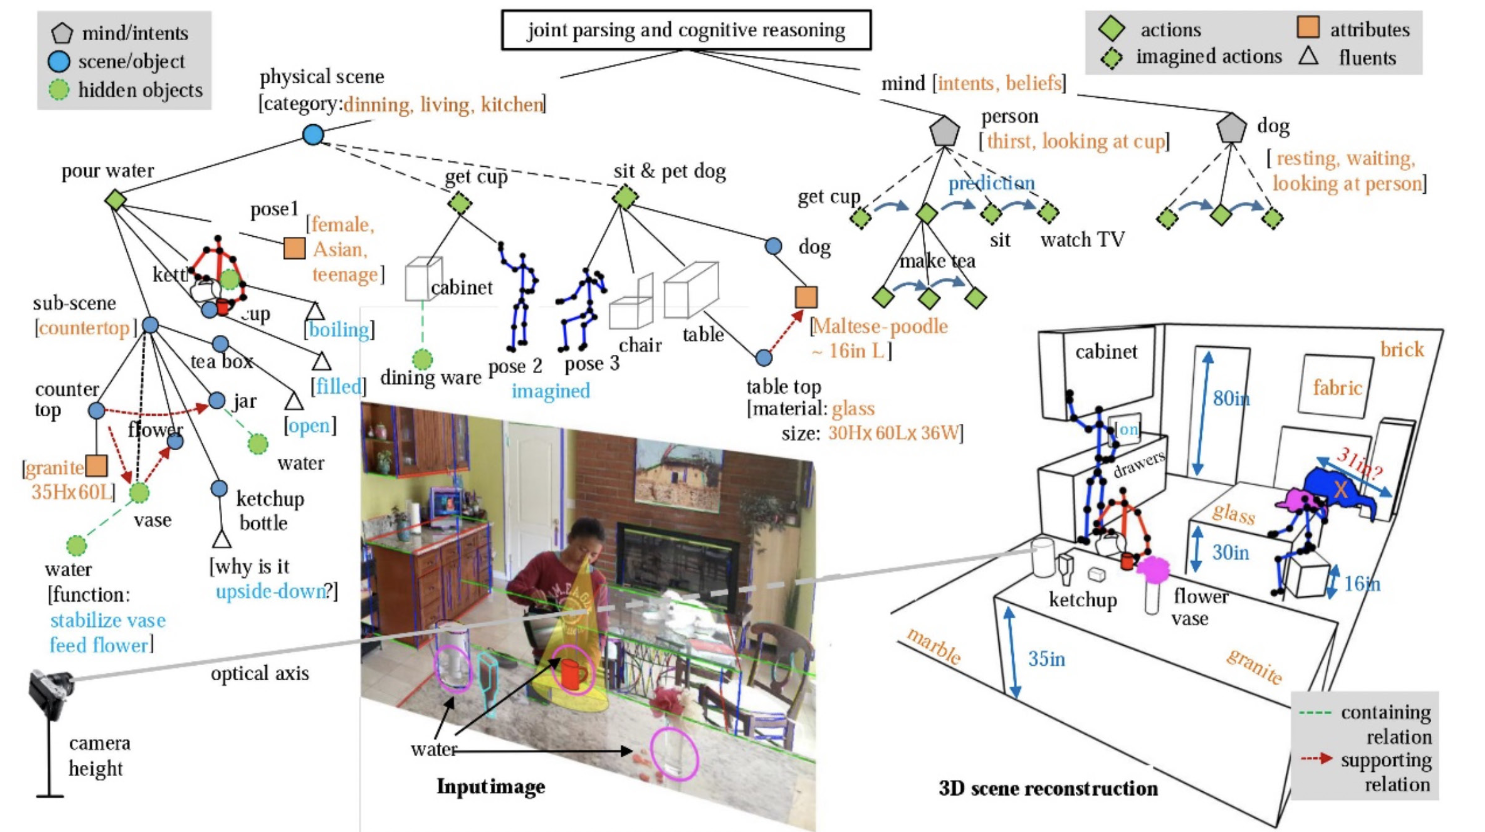 joint parsing and cognitive reasoning
mind/intents
scene/object
hidden objects
actions
attributes
imagined actions
fluents
physical scene
[category:dinning, living, kitchen]
mind [intents, beliefs]
person
[thirst, looking at cup]
dog
[resting, waiting,
looking at person]
pour water
get cup
sit & pet dog
get cup
prediction
sit
watch TV
make tea
pose1
[female,
Asian,
teenage]
kettl
cup
sub-scene
[countertop]
[boiling]
tea box
[filled]
counter
top
jar
[open]
flower
water
[granite
35Hx60L]
vase
ketchup
bottle
water
[function:
stabilize vase
feed flower]
[why is it
upside-down?]
cabinet
dining ware
pose 2
pose 3
imagined
chair
table
dog
[Maltese-poodle
~ 16in L]
table top
[material: glass
size: 30Hx60Lx36W]
optical axis
camera
height
water
Input image
cabinet
[on]
drawers
80in
brick
fabric
31in?
X
glass
30in
16in
ketchup
flower
vase
marble
35in
granite
3D scene reconstruction
containing
relation
supporting
relation